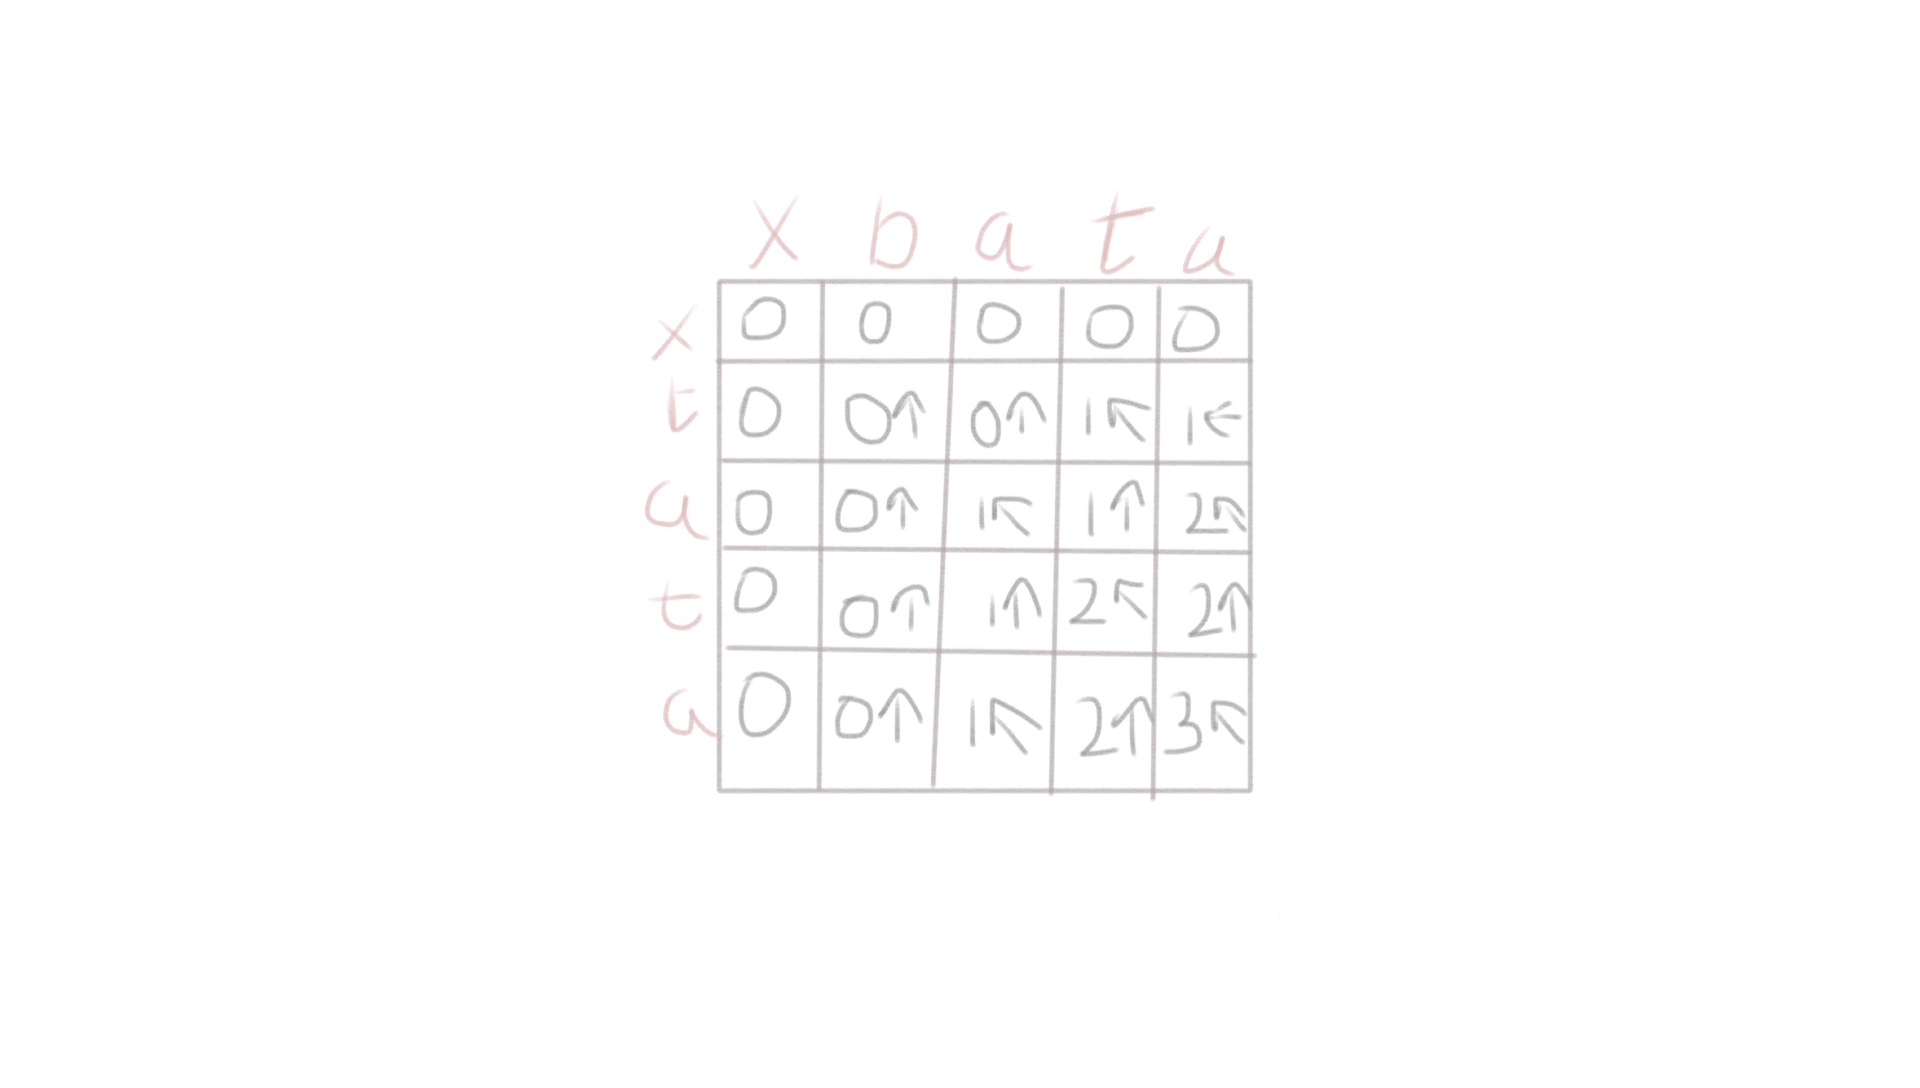 x b a t a
x 0 0 0 0 0
t 0 0↑ 0↑ 1↖ 1←
a 0 0↑ 1↖ 1↑ 2↖
t 0 0↑ 1↑ 2↖ 2↑
a 0 0↑ 1↖ 2↑ 3↖